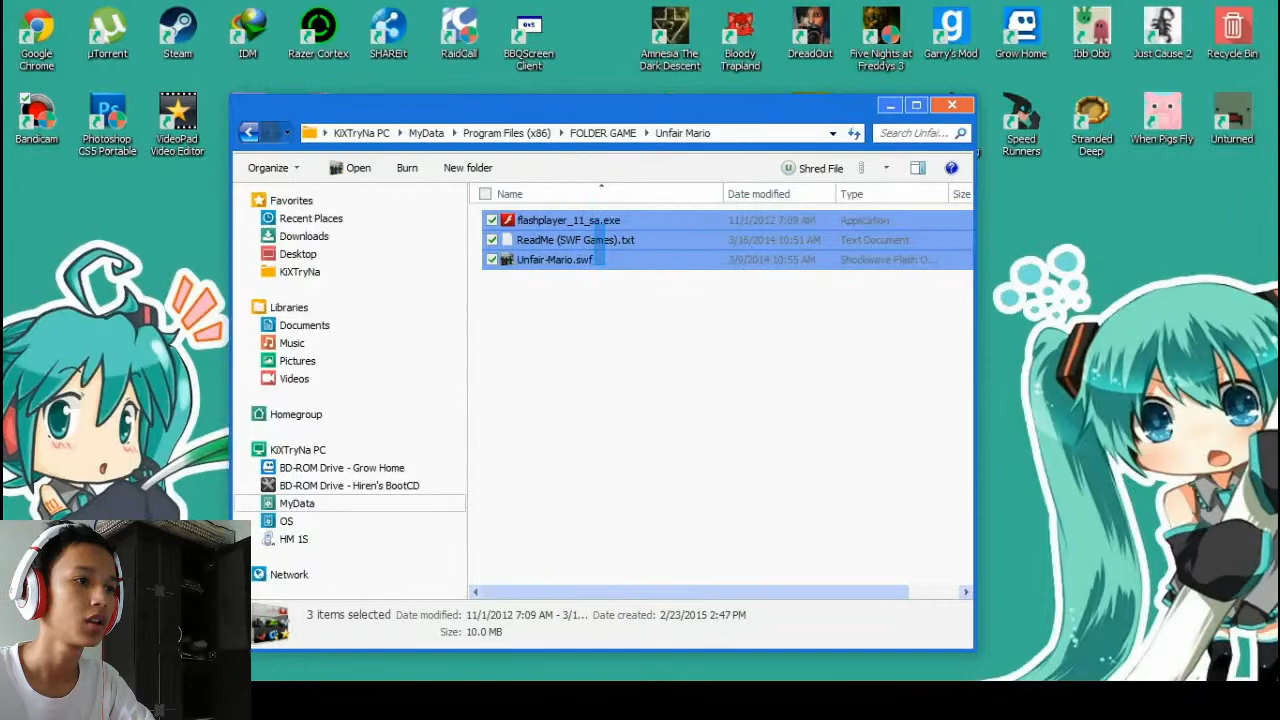 Google
Chrome
µTorrent
Steam
IDM
Razer Cortex
SHAREit
RaidCall
BBQScreen
Client
Amnesia The
Dark Descent
Bloody
Trapland
DreadOut
Five Nights at
Freddys 3
Garry's Mod
Grow Home
Ibb Obb
Just Cause 2
Recycle Bin
Bandicam
Photoshop
CS5 Portable
VideoPad
Video Editor
Speed
Runners
Stranded
Deep
When Pigs Fly
Unturned
KiXTryNa PC
MyData
Program Files (x86)
FOLDER GAME
Unfair Mario
Search Unfai...
Organize
Open
Burn
New folder
Shred File
Name
Date modified
Type
Size
flashplayer_11_sa.exe
11/1/2012 7:09 AM
Application
ReadMe (SWF Games).txt
3/16/2014 10:51 AM
Text Document
Unfair-Mario.swf
3/9/2014 10:55 AM
Shockwave Flash O...
Favorites
Recent Places
Downloads
Desktop
KiXTryNa
Libraries
Documents
Music
Pictures
Videos
Homegroup
KiXTryNa PC
BD-ROM Drive - Grow Home
BD-ROM Drive - Hiren's BootCD
MyData
OS
HM 1S
Network
3 items selected
Date modified: 11/1/2012 7:09 AM - 3/1...
Date created: 2/23/2015 2:47 PM
Size: 10.0 MB